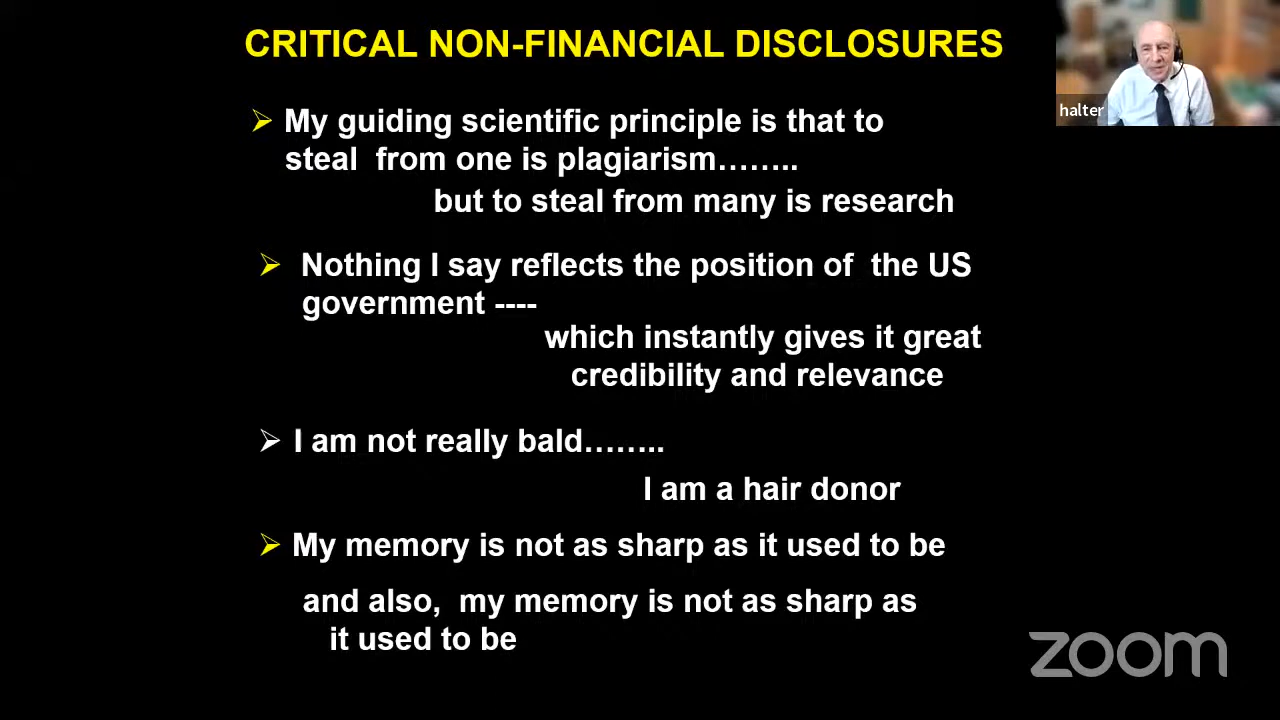 CRITICAL NON-FINANCIAL DISCLOSURES
halter
➢ My guiding scientific principle is that to
steal from one is plagiarism……..
but to steal from many is research
➢ Nothing I say reflects the position of the US
government ----
which instantly gives it great
credibility and relevance
➢ I am not really bald……..
I am a hair donor
➢ My memory is not as sharp as it used to be
and also, my memory is not as sharp as
it used to be
zoom